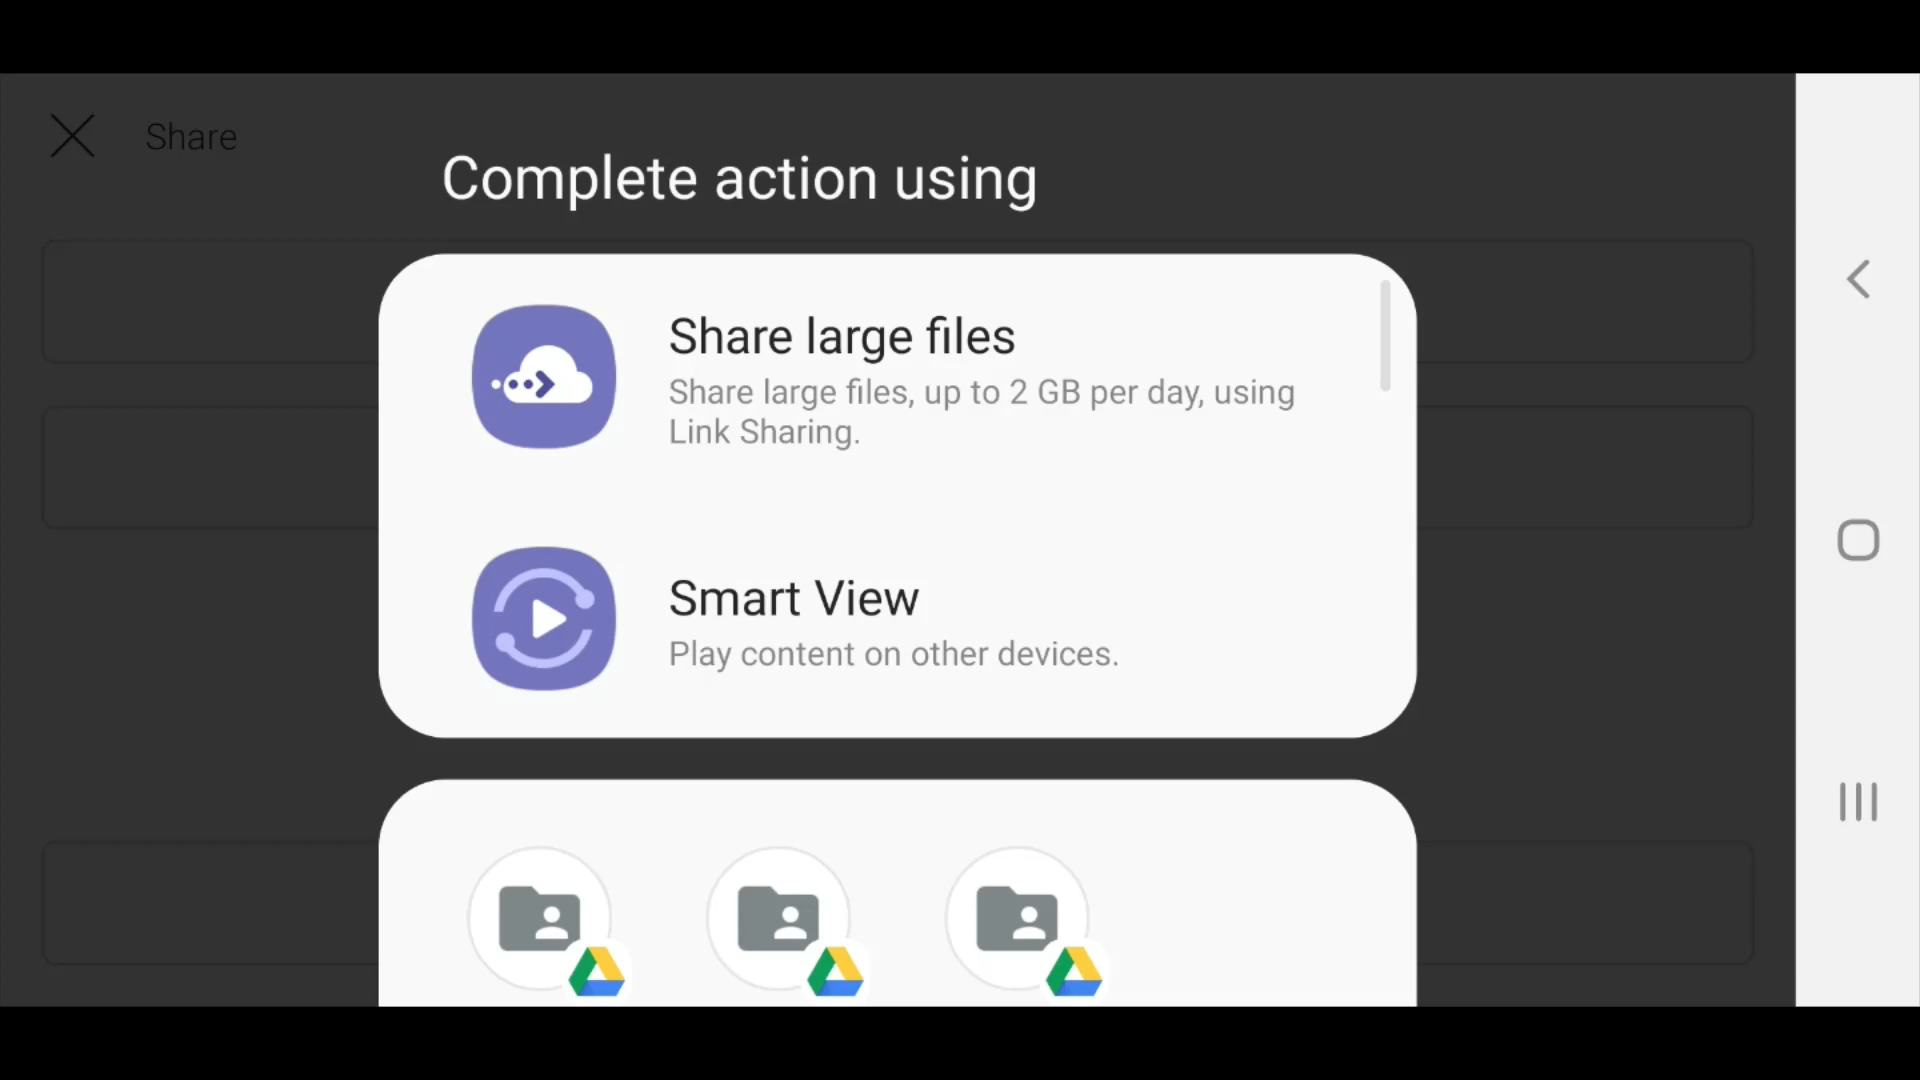 Share
Complete action using
Share large files
Share large files, up to 2 GB per day, using
Link Sharing.
Smart View
Play content on other devices.